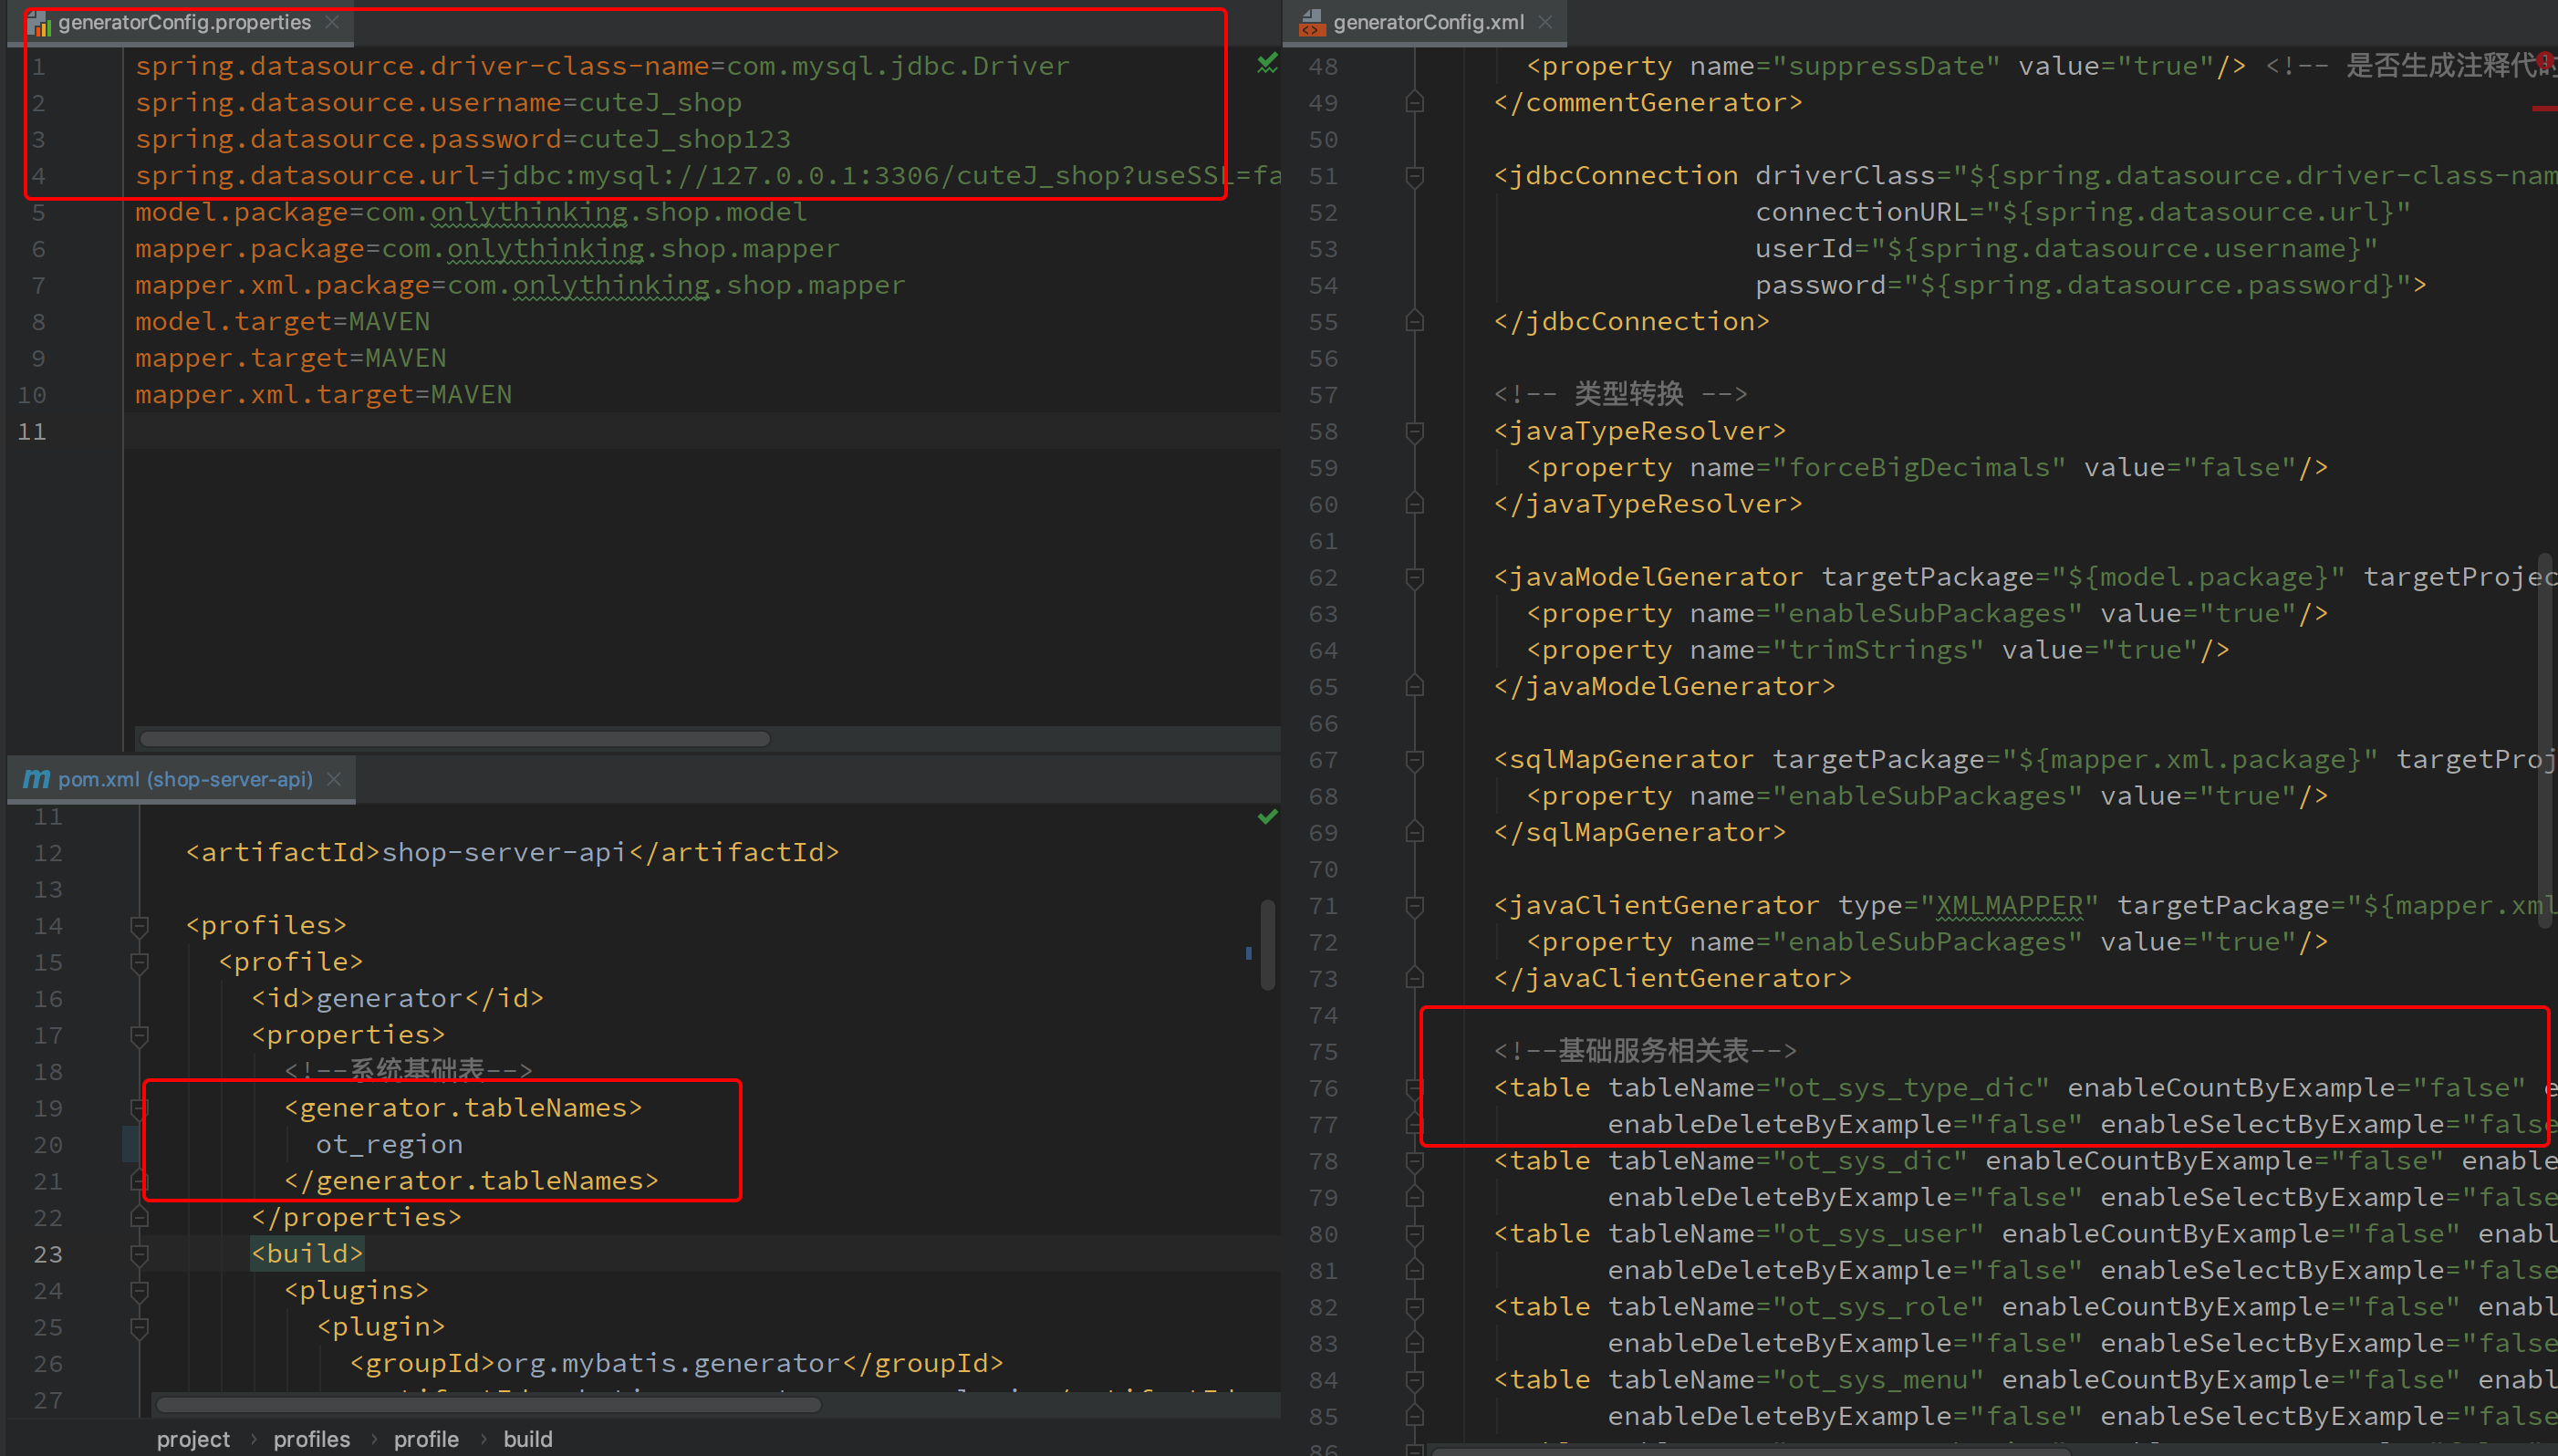 generatorConfig.properties
1 spring.datasource.driver-class-name=com.mysql.jdbc.Driver
2 spring.datasource.username=cuteJ_shop
3 spring.datasource.password=cuteJ_shop123
4 spring.datasource.url=jdbc:mysql://127.0.0.1:3306/cuteJ_shop?useSSL=fa
5 model.package=com.onlythinking.shop.model
6 mapper.package=com.onlythinking.shop.mapper
7 mapper.xml.package=com.onlythinking.shop.mapper
8 model.target=MAVEN
9 mapper.target=MAVEN
10 mapper.xml.target=MAVEN
11
pom.xml (shop-server-api)
11
12 <artifactId>shop-server-api</artifactId>
13
14 <profiles>
15 <profile>
16 <id>generator</id>
17 <properties>
18 <!--系统基础表-->
19 <generator.tableNames>
20 ot_region
21 </generator.tableNames>
22 </properties>
23 <build>
24 <plugins>
25 <plugin>
26 <groupId>org.mybatis.generator</groupId>
27
project › profiles › profile › build
generatorConfig.xml
48 <property name="suppressDate" value="true"/> <!-- 是否生成注释代
49 </commentGenerator>
50
51 <jdbcConnection driverClass="${spring.datasource.driver-class-nam
52 connectionURL="${spring.datasource.url}"
53 userId="${spring.datasource.username}"
54 password="${spring.datasource.password}">
55 </jdbcConnection>
56
57 <!-- 类型转换 -->
58 <javaTypeResolver>
59 <property name="forceBigDecimals" value="false"/>
60 </javaTypeResolver>
61
62 <javaModelGenerator targetPackage="${model.package}" targetProjec
63 <property name="enableSubPackages" value="true"/>
64 <property name="trimStrings" value="true"/>
65 </javaModelGenerator>
66
67 <sqlMapGenerator targetPackage="${mapper.xml.package}" targetProj
68 <property name="enableSubPackages" value="true"/>
69 </sqlMapGenerator>
70
71 <javaClientGenerator type="XMLMAPPER" targetPackage="${mapper.xml
72 <property name="enableSubPackages" value="true"/>
73 </javaClientGenerator>
74
75 <!--基础服务相关表-->
76 <table tableName="ot_sys_type_dic" enableCountByExample="false" e
77 enableDeleteByExample="false" enableSelectByExample="fals
78 <table tableName="ot_sys_dic" enableCountByExample="false" enable
79 enableDeleteByExample="false" enableSelectByExample="false
80 <table tableName="ot_sys_user" enableCountByExample="false" enabl
81 enableDeleteByExample="false" enableSelectByExample="false
82 <table tableName="ot_sys_role" enableCountByExample="false" enabl
83 enableDeleteByExample="false" enableSelectByExample="false
84 <table tableName="ot_sys_menu" enableCountByExample="false" enabl
85 enableDeleteByExample="false" enableSelectByExample="false
86